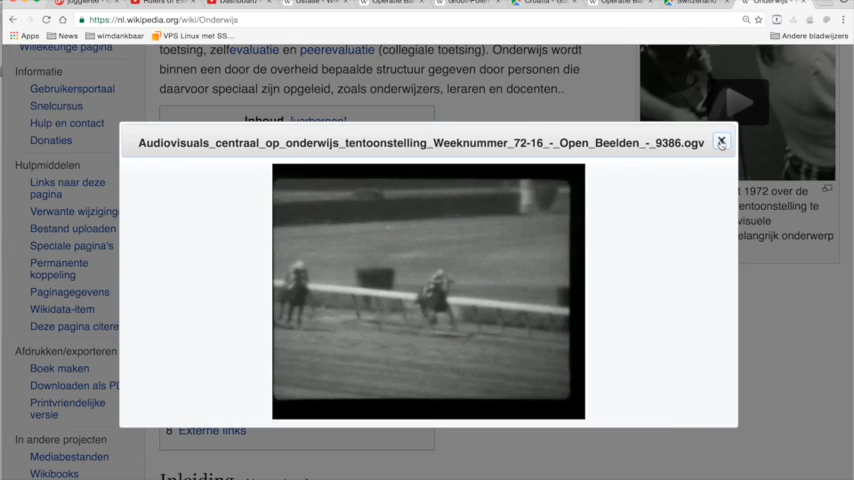 https://nl.wikipedia.org/wiki/Onderwijs
Apps News wimdankbaar VPS Linux met SS... Andere bladwijzers
Willekeurige pagina
Informatie
Gebruikersportaal
Snelcursus
Hulp en contact
Donaties
Hulpmiddelen
Links naar deze
pagina
Verwante wijziging
Bestand uploaden
Speciale pagina's
Permanente
koppeling
Paginagegevens
Wikidata-item
Deze pagina citere
Afdrukken/exporteren
Boek maken
Downloaden als PD
Printvriendelijke
versie
In andere projecten
Mediabestanden
Wikibooks
toetsing, zelfevaluatie en peerevaluatie (collegiale toetsing). Onderwijs wordt
binnen een door de overheid bepaalde structuur gegeven door personen die
daarvoor speciaal zijn opgeleid, zoals onderwijzers, leraren en docenten..
Inhoud [verbergen]
Audiovisuals_centraal_op_onderwijs_tentoonstelling_Weeknummer_72-16_-_Open_Beelden_-_9386.ogv
8 Externe links
Inleiding
t 1972 over de
entoonstelling te
visuele
elangrijk onderwerp